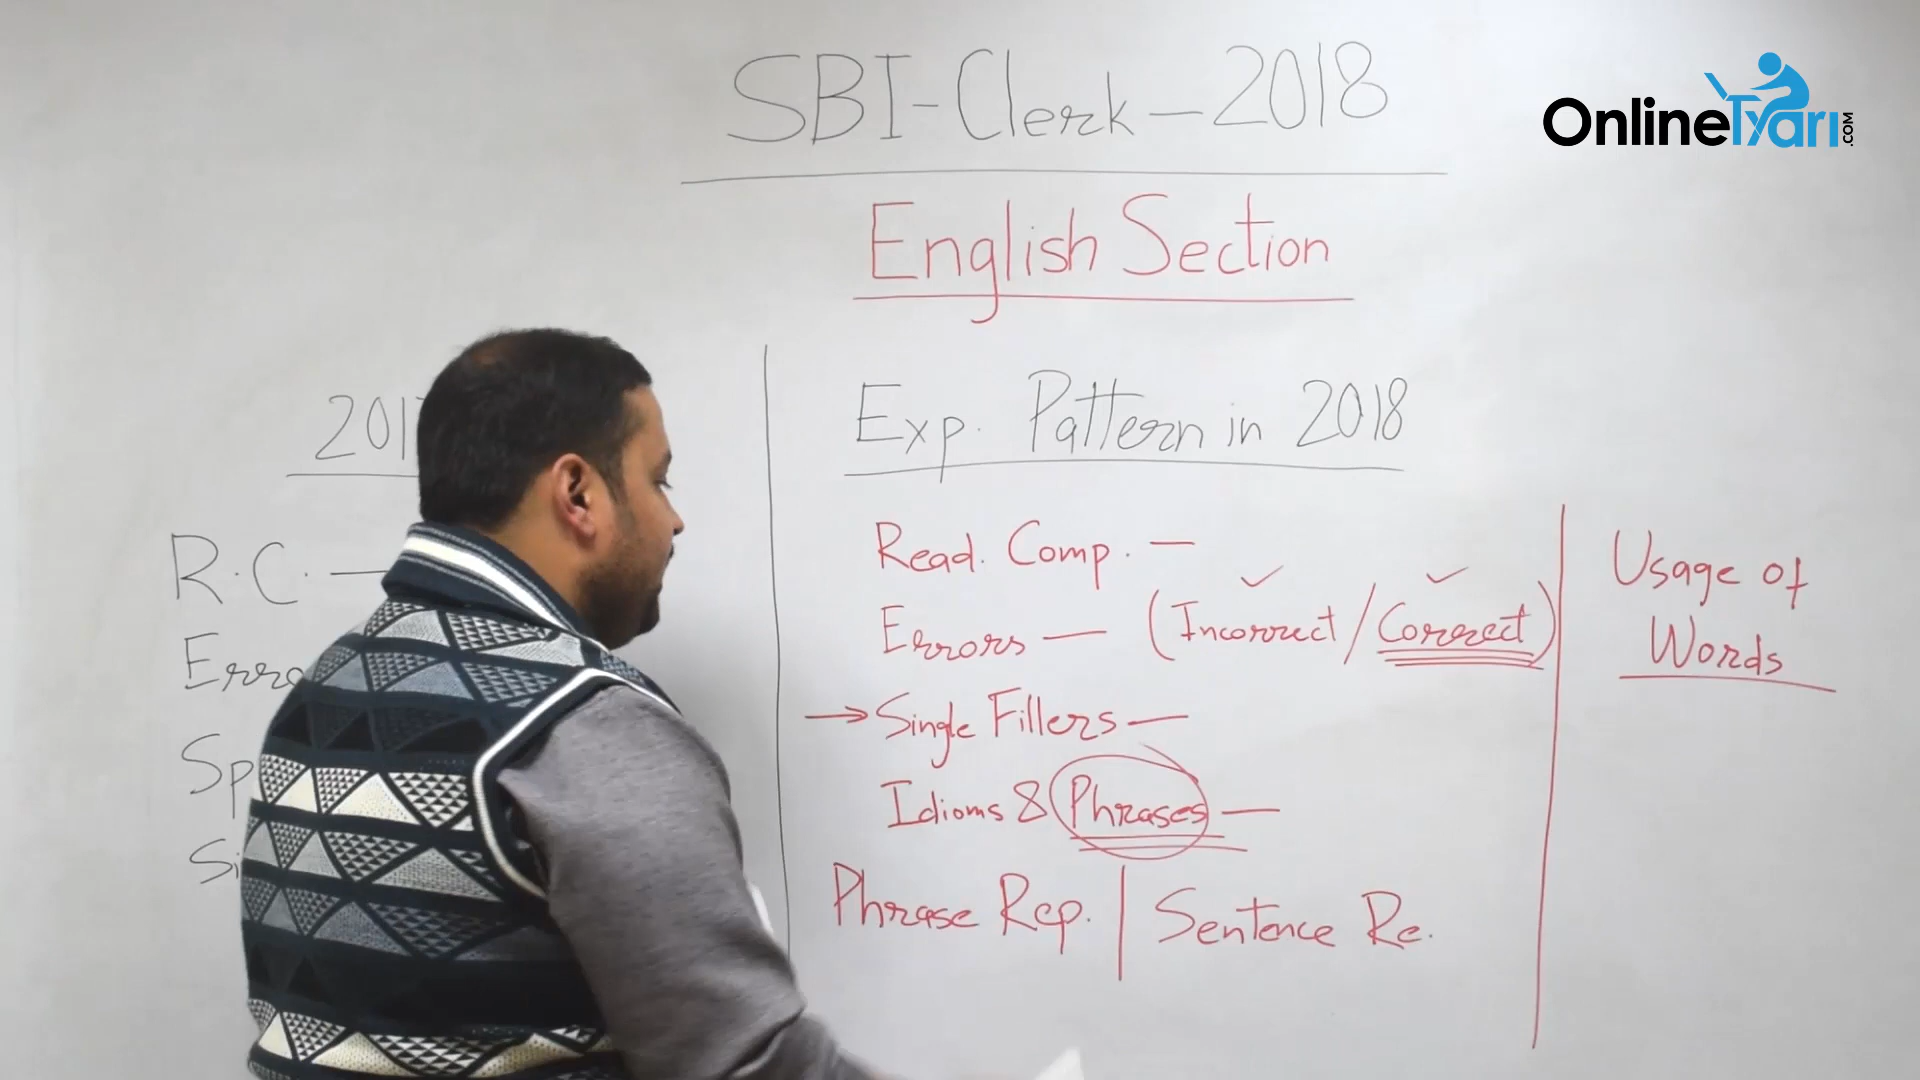 SBI-Clerk-2018
OnlineTyari.com
English Section
Exp. Pattern in 2018
R.C. —
Read. Comp. —
Errors — (Incorrect / Correct)
→ Single Fillers —
Idioms & Phrases —
Phrase Rep. | Sentence Re.
Usage of
Words